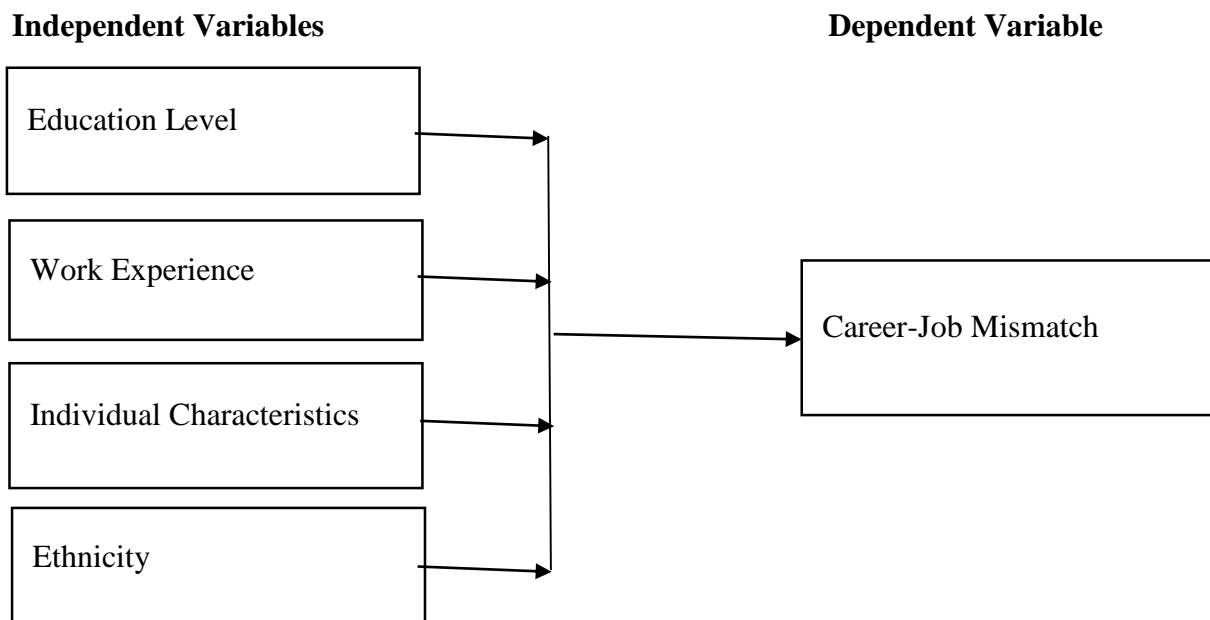 Independent Variables
Dependent Variable
Education Level
Work Experience
Career-Job Mismatch
Individual Characteristics
Ethnicity